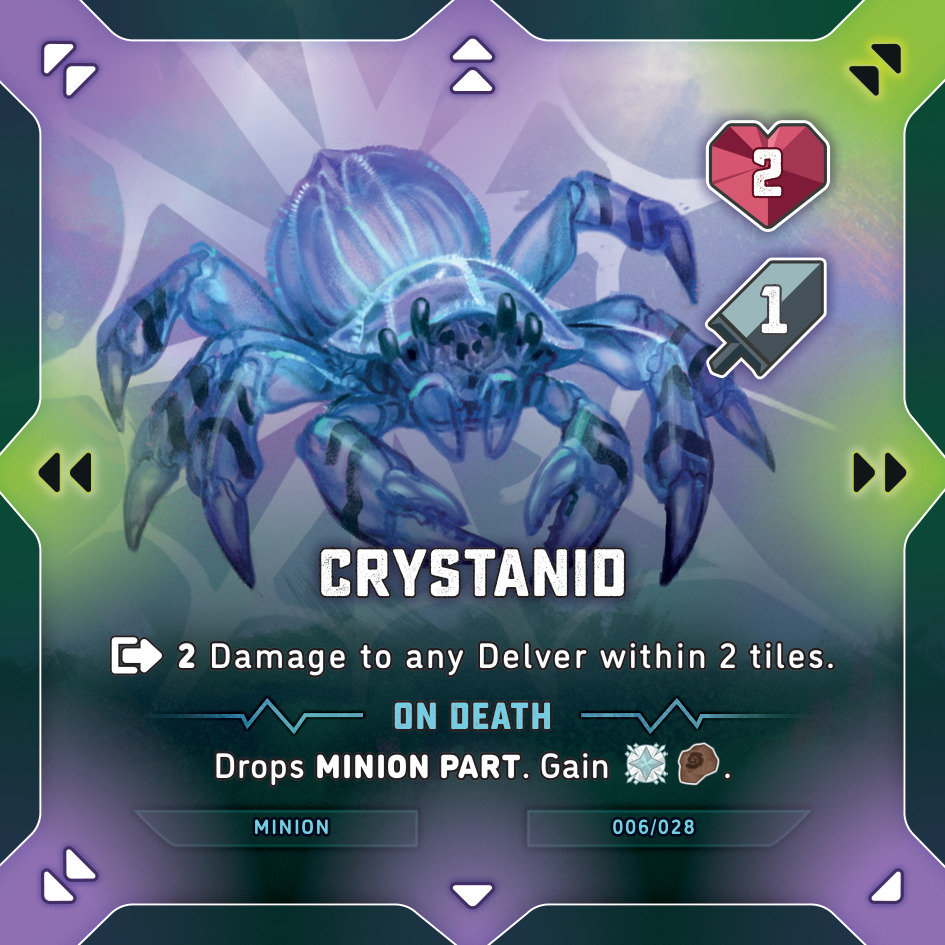 2
1
CRYSTANID
2 Damage to any Delver within 2 tiles.
ON DEATH
Drops MINION PART. Gain .
MINION
006/028